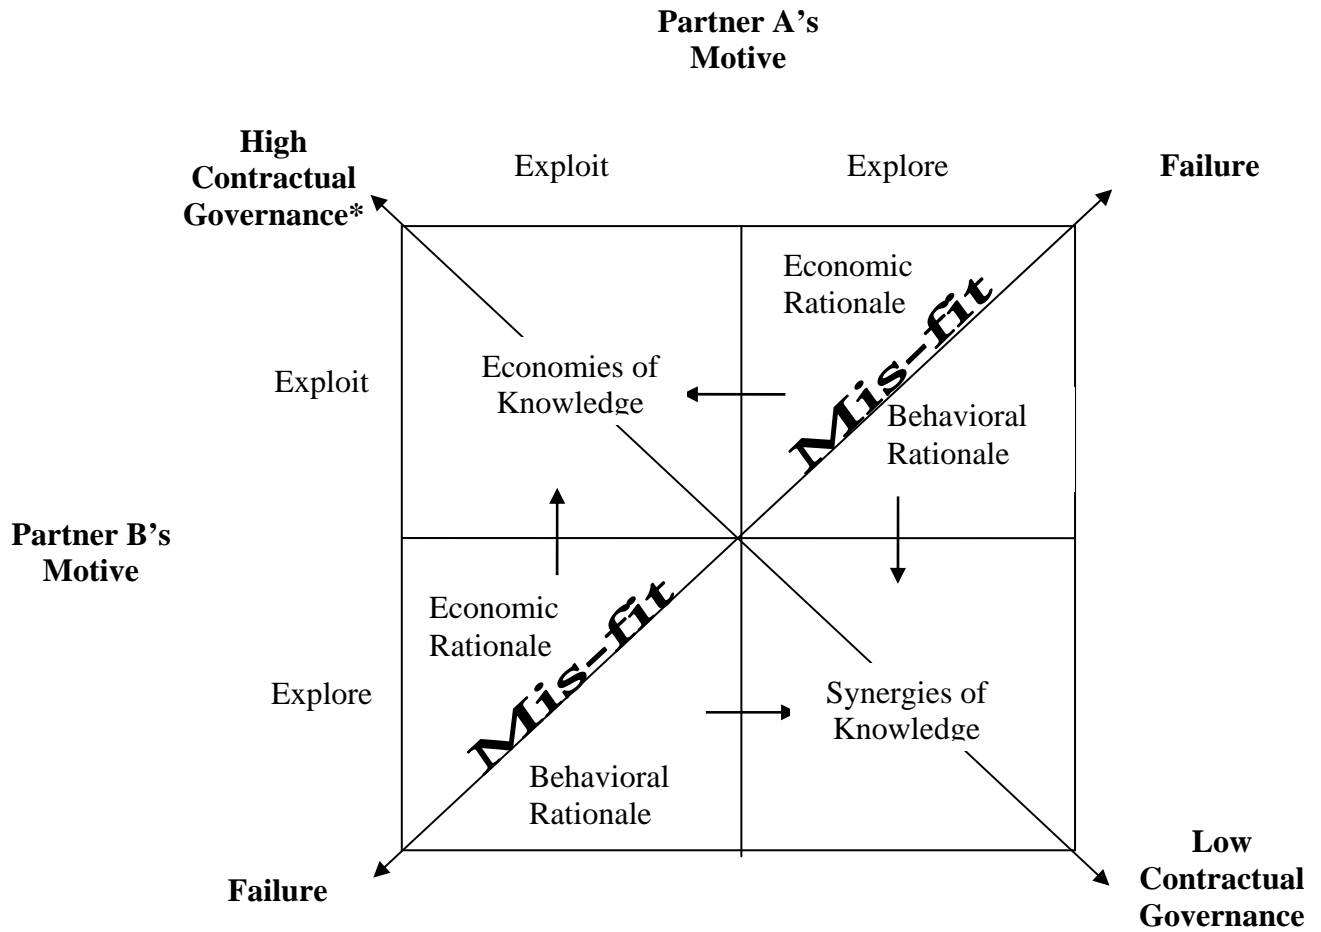 Partner A's
Motive
High
Contractual
Governance*
Exploit
Explore
Failure
Economic
Rationale
Mis-fit
Exploit
Economies of
Knowledge
Behavioral
Rationale
Partner B's
Motive
Economic
Rationale
Mis-fit
Explore
Synergies of
Knowledge
Behavioral
Rationale
Failure
Low
Contractual
Governance